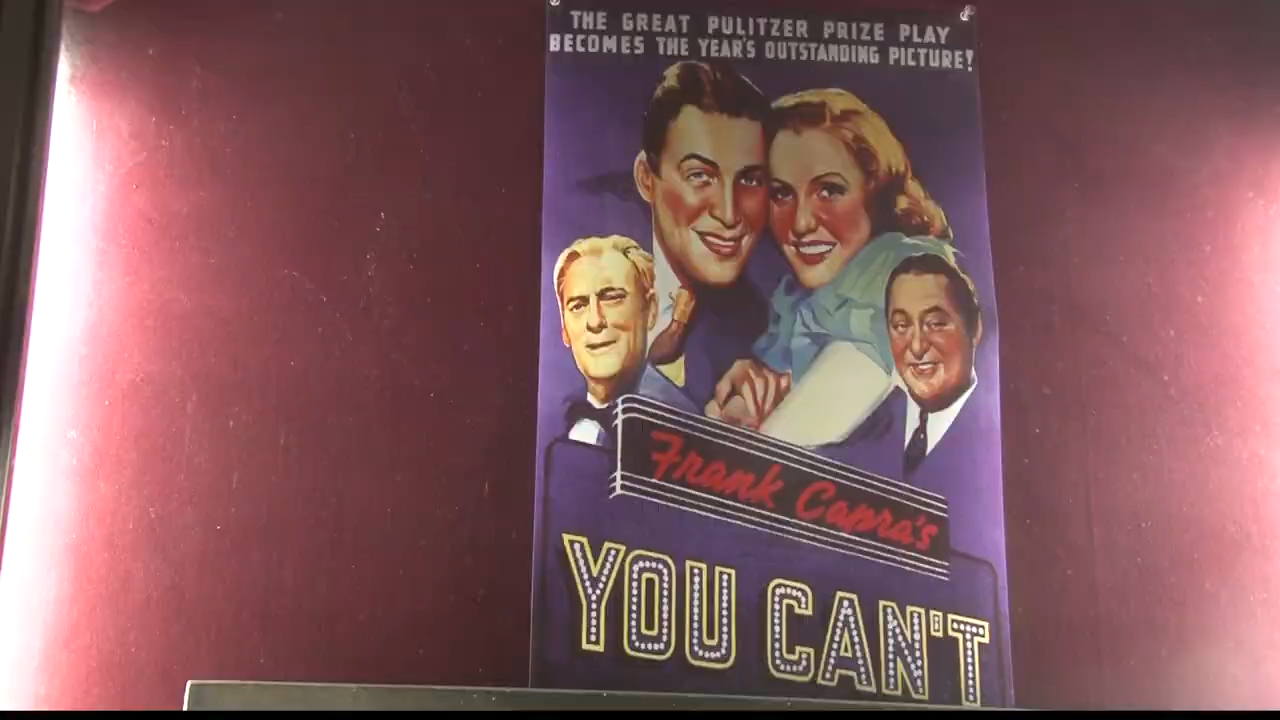 THE GREAT PULITZER PRIZE PLAY
BECOMES THE YEAR'S OUTSTANDING PICTURE!
Frank Capra's
YOU CAN'T